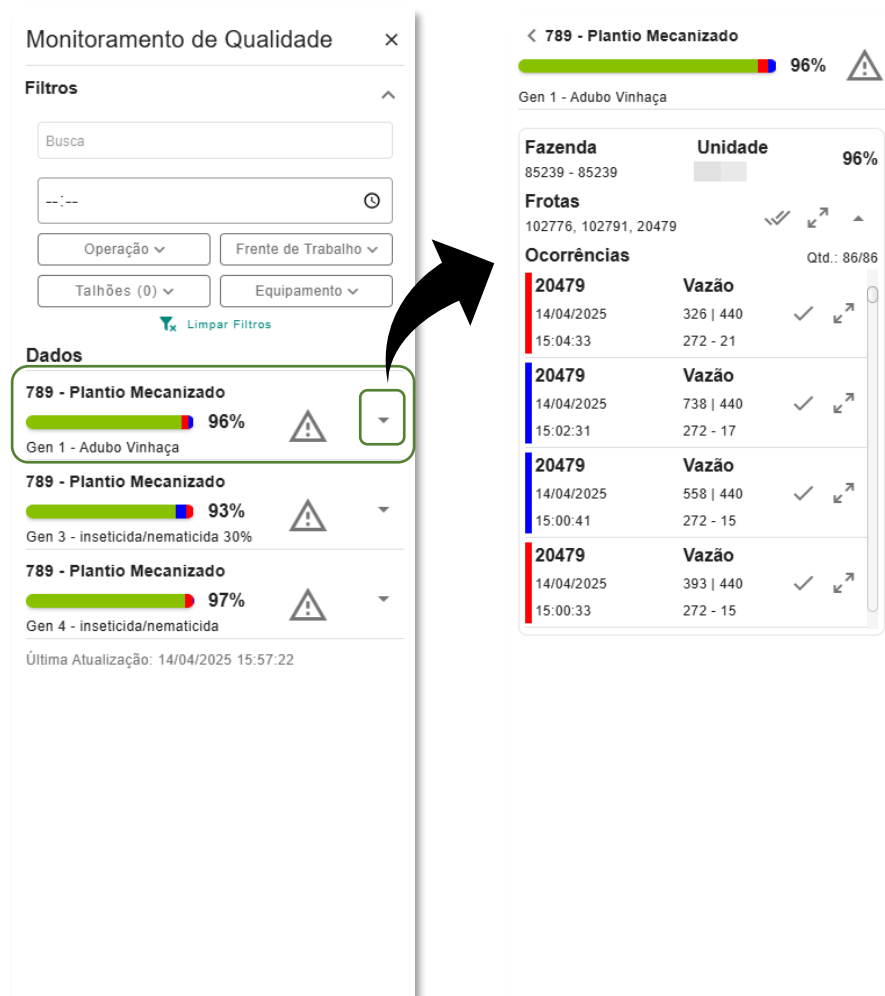 Monitoramento de Qualidade
Filtros
Busca
--:--
Operação
Frente de Trabalho
Talhões (0)
Equipamento
Limpar Filtros
Dados
789 - Plantio Mecanizado
96%
Gen 1 - Adubo Vinhaça
789 - Plantio Mecanizado
93%
Gen 3 - inseticida/nematicida 30%
789 - Plantio Mecanizado
97%
Gen 4 - inseticida/nematicida
Última Atualização: 14/04/2025 15:57:22
789 - Plantio Mecanizado
96%
Gen 1 - Adubo Vinhaça
Fazenda Unidade
96%
85239 - 85239
Frotas
102776, 102791, 20479
Ocorrências Qtd.: 86/86
20479 Vazão
14/04/2025 326 | 440
15:04:33 272 - 21
20479 Vazão
14/04/2025 738 | 440
15:02:31 272 - 17
20479 Vazão
14/04/2025 558 | 440
15:00:41 272 - 15
20479 Vazão
14/04/2025 393 | 440
15:00:33 272 - 15